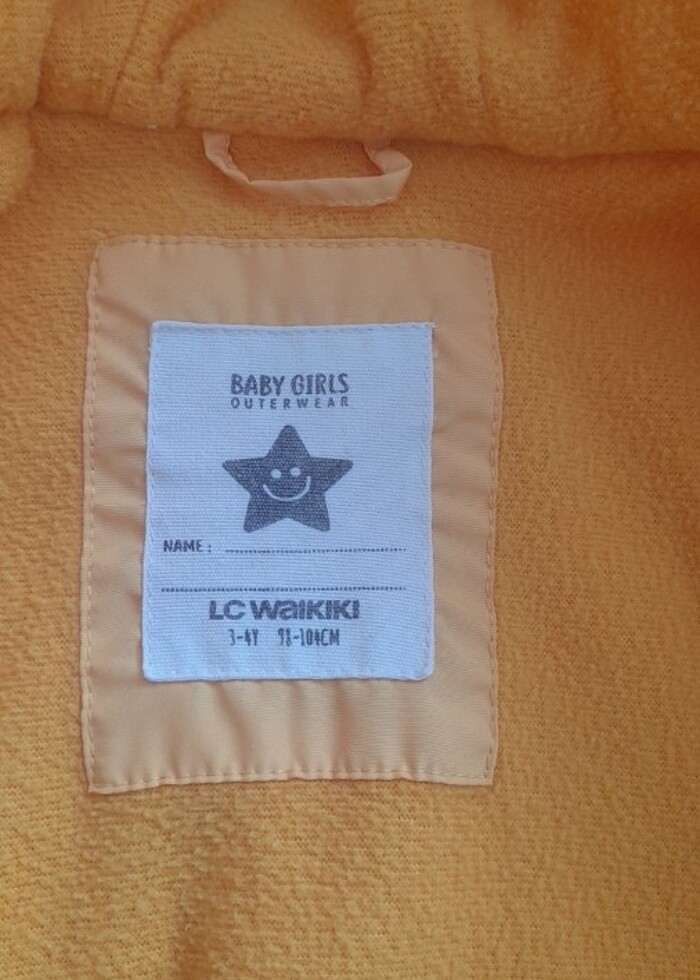 BABY GIRLS
OUTERWEAR
NAME :
LC WAIKIKI
3-4Y 98-104CM